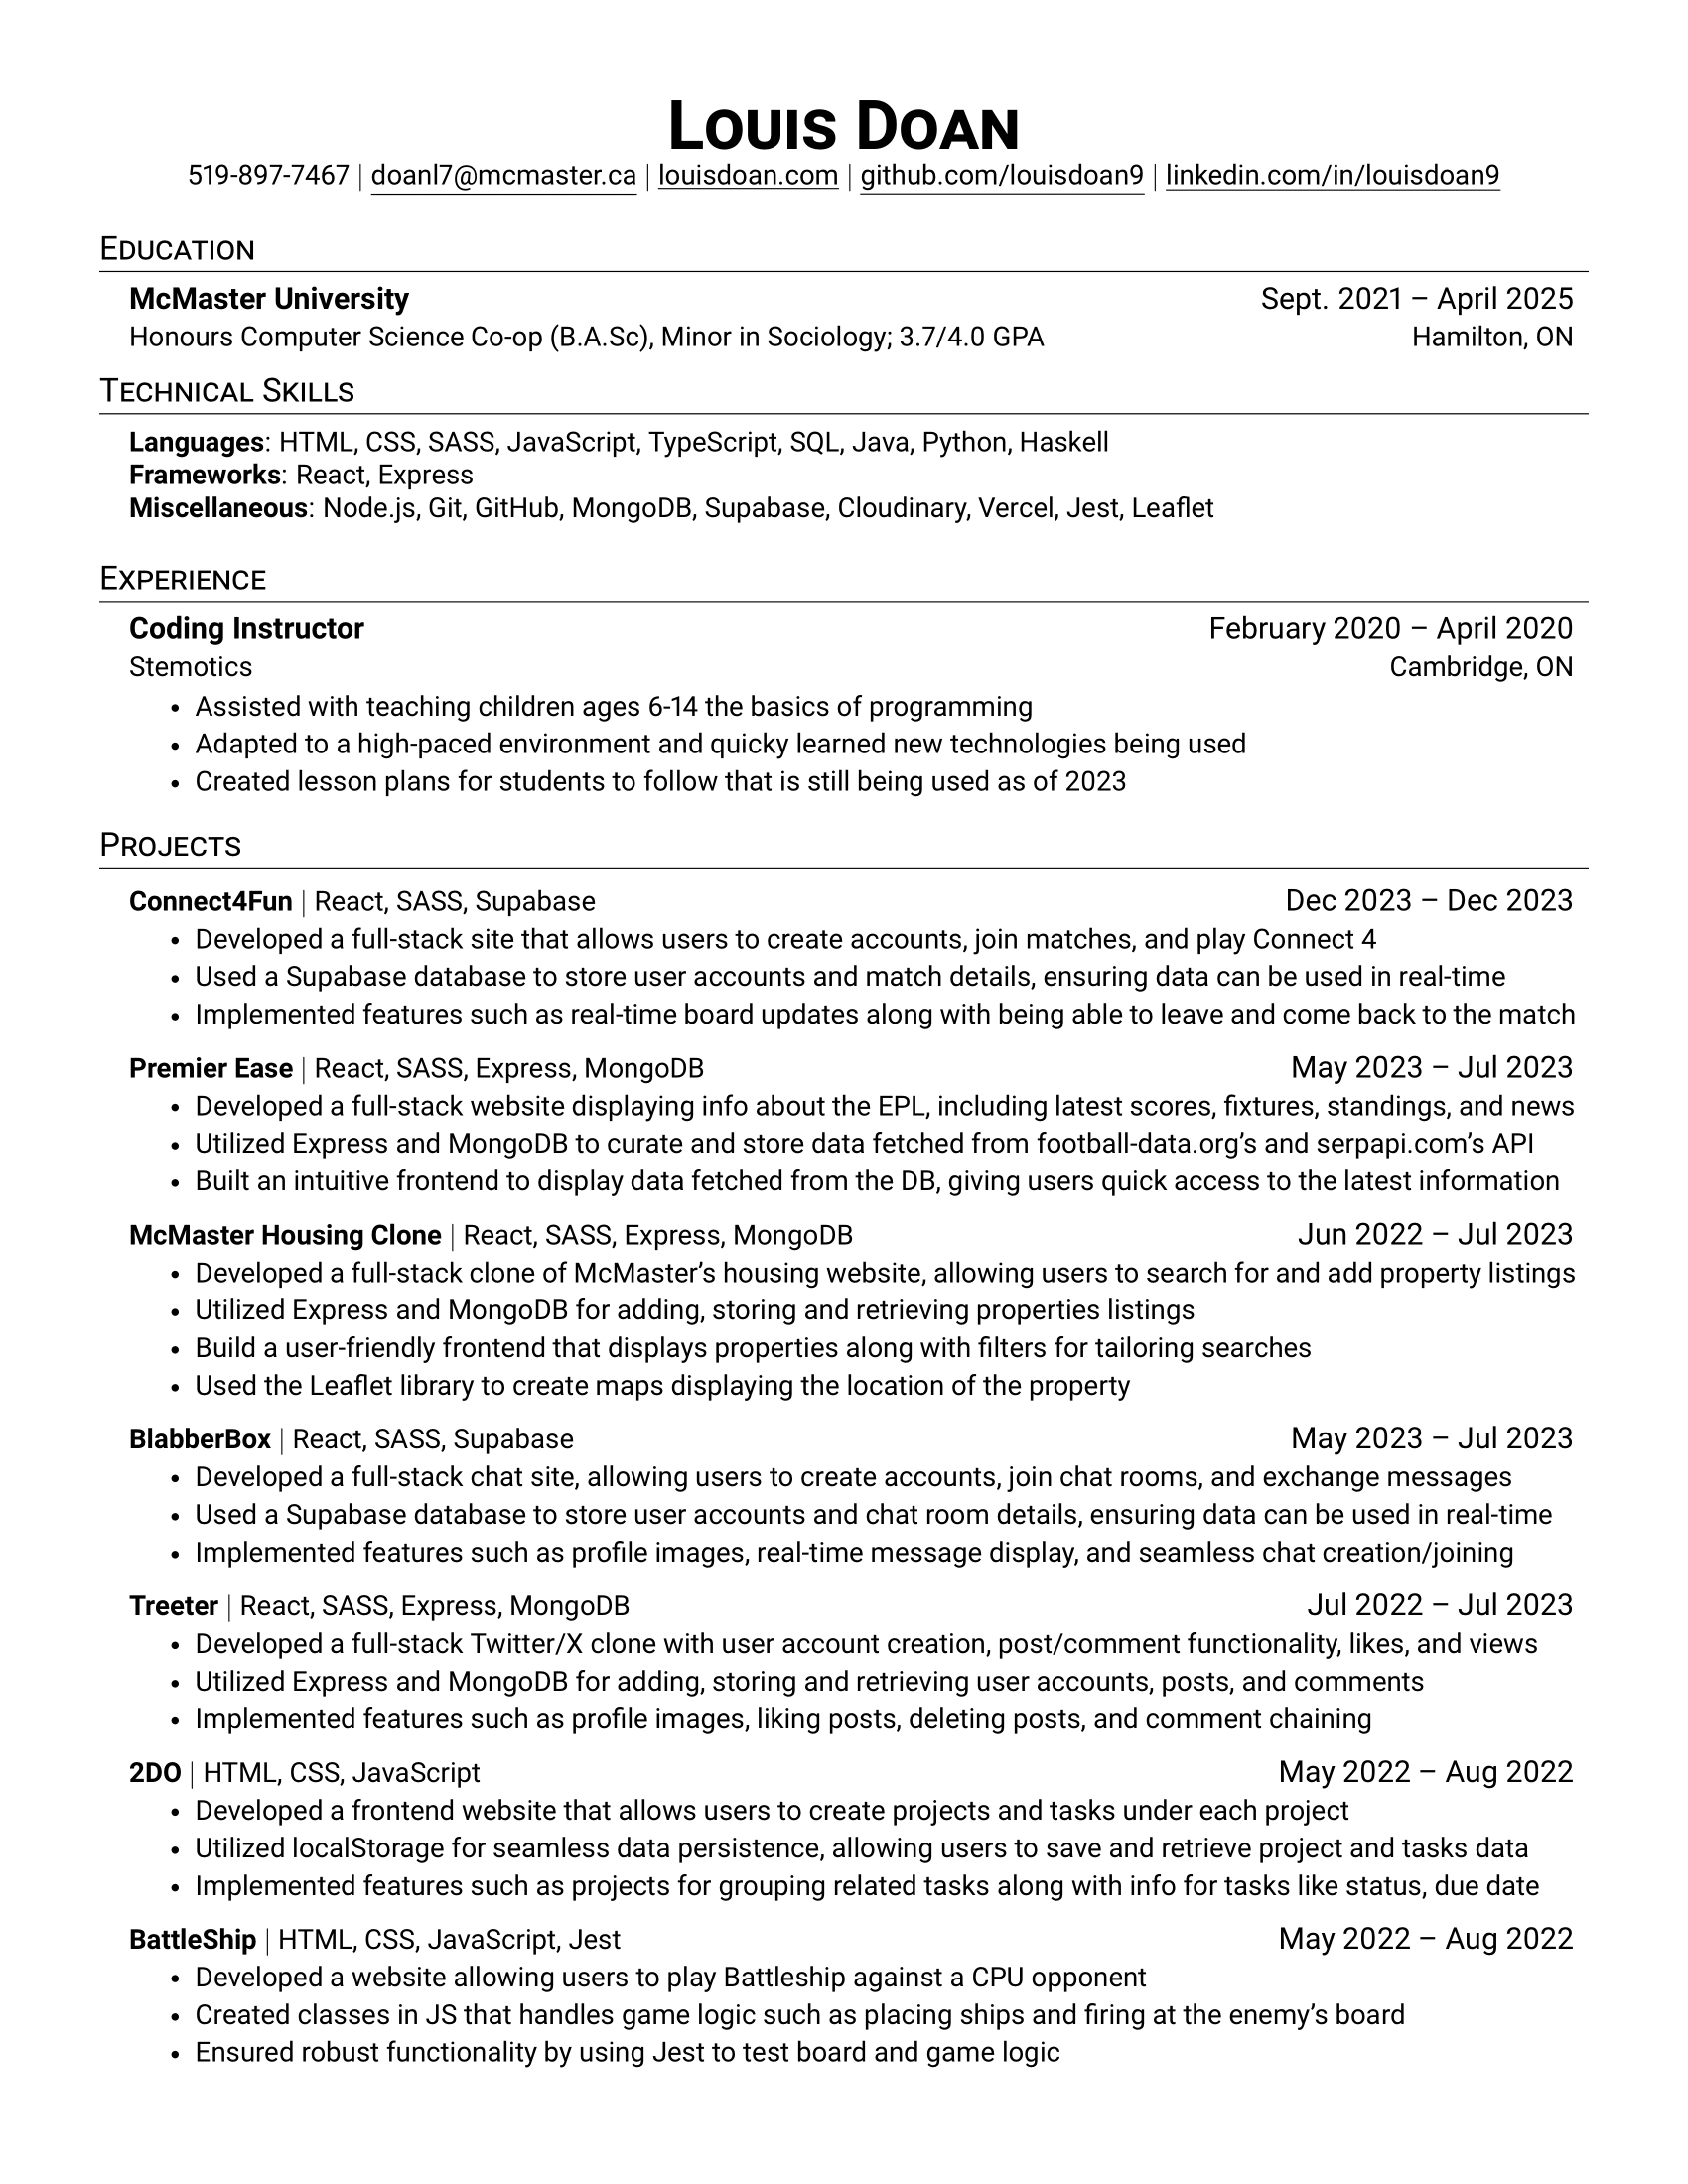 Louis Doan
519-897-7467 | doanl7@mcmaster.ca | louisdoan.com | github.com/louisdoan9 | linkedin.com/in/louisdoan9
Education
McMaster University Sept. 2021 – April 2025
Honours Computer Science Co-op (B.A.Sc), Minor in Sociology; 3.7/4.0 GPA Hamilton, ON
Technical Skills
Languages: HTML, CSS, SASS, JavaScript, TypeScript, SQL, Java, Python, Haskell
Frameworks: React, Express
Miscellaneous: Node.js, Git, GitHub, MongoDB, Supabase, Cloudinary, Vercel, Jest, Leaflet
Experience
Coding Instructor February 2020 – April 2020
Stemotics Cambridge, ON
• Assisted with teaching children ages 6-14 the basics of programming
• Adapted to a high-paced environment and quicky learned new technologies being used
• Created lesson plans for students to follow that is still being used as of 2023
Projects
Connect4Fun | React, SASS, Supabase Dec 2023 – Dec 2023
• Developed a full-stack site that allows users to create accounts, join matches, and play Connect 4
• Used a Supabase database to store user accounts and match details, ensuring data can be used in real-time
• Implemented features such as real-time board updates along with being able to leave and come back to the match
Premier Ease | React, SASS, Express, MongoDB May 2023 – Jul 2023
• Developed a full-stack website displaying info about the EPL, including latest scores, fixtures, standings, and news
• Utilized Express and MongoDB to curate and store data fetched from football-data.org’s and serpapi.com’s API
• Built an intuitive frontend to display data fetched from the DB, giving users quick access to the latest information
McMaster Housing Clone | React, SASS, Express, MongoDB Jun 2022 – Jul 2023
• Developed a full-stack clone of McMaster’s housing website, allowing users to search for and add property listings
• Utilized Express and MongoDB for adding, storing and retrieving properties listings
• Build a user-friendly frontend that displays properties along with filters for tailoring searches
• Used the Leaflet library to create maps displaying the location of the property
BlabberBox | React, SASS, Supabase May 2023 – Jul 2023
• Developed a full-stack chat site, allowing users to create accounts, join chat rooms, and exchange messages
• Used a Supabase database to store user accounts and chat room details, ensuring data can be used in real-time
• Implemented features such as profile images, real-time message display, and seamless chat creation/joining
Treeter | React, SASS, Express, MongoDB Jul 2022 – Jul 2023
• Developed a full-stack Twitter/X clone with user account creation, post/comment functionality, likes, and views
• Utilized Express and MongoDB for adding, storing and retrieving user accounts, posts, and comments
• Implemented features such as profile images, liking posts, deleting posts, and comment chaining
2DO | HTML, CSS, JavaScript May 2022 – Aug 2022
• Developed a frontend website that allows users to create projects and tasks under each project
• Utilized localStorage for seamless data persistence, allowing users to save and retrieve project and tasks data
• Implemented features such as projects for grouping related tasks along with info for tasks like status, due date
BattleShip | HTML, CSS, JavaScript, Jest May 2022 – Aug 2022
• Developed a website allowing users to play Battleship against a CPU opponent
• Created classes in JS that handles game logic such as placing ships and firing at the enemy’s board
• Ensured robust functionality by using Jest to test board and game logic